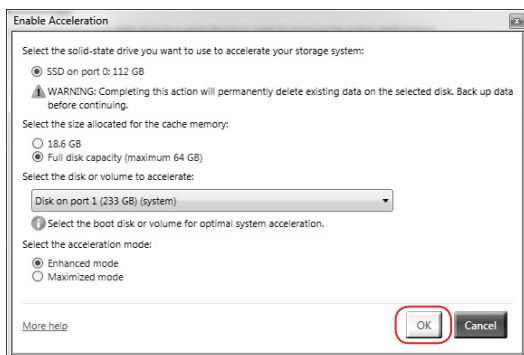 Enable Acceleration
Select the solid-state drive you want to use to accelerate your storage system:
SSD on port 0: 112 GB
WARNING: Completing this action will permanently delete existing data on the selected disk. Back up data
before continuing.
Select the size allocated for the cache memory:
18.6 GB
Full disk capacity (maximum 64 GB)
Select the disk or volume to accelerate:
Disk on port 1 (233 GB) (system)
Select the boot disk or volume for optimal system acceleration.
Select the acceleration mode:
Enhanced mode
Maximized mode
More help
OK
Cancel